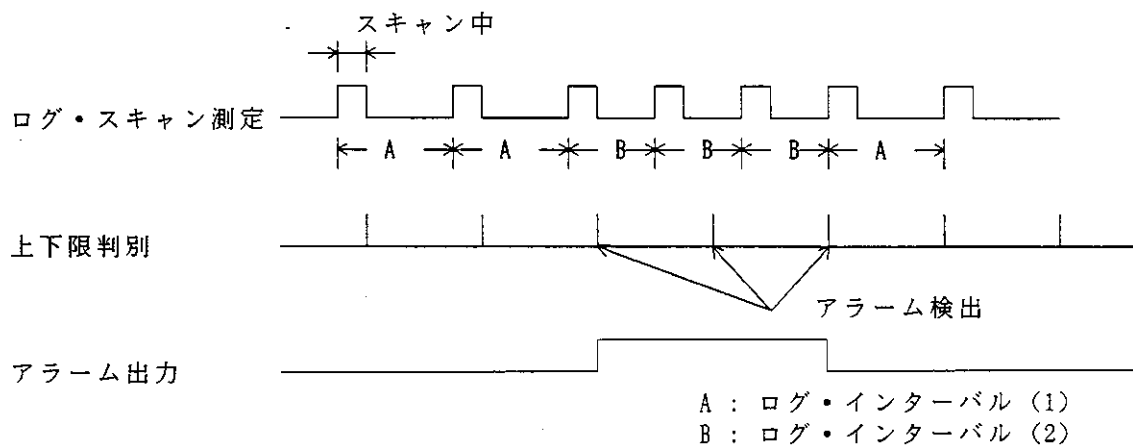 スキャン中
ログ・スキャン測定
A A B B B A
上下限判別
アラーム検出
アラーム出力
A : ログ・インターバル (1)
B : ログ・インターバル (2)